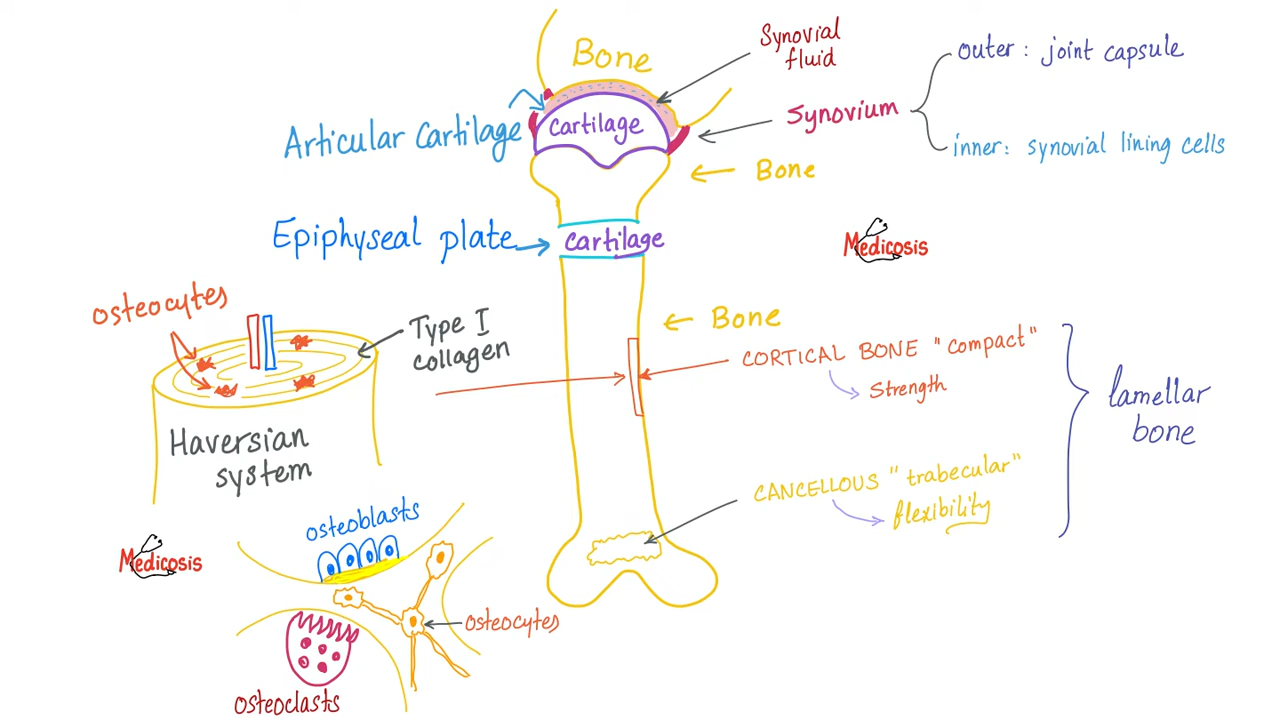 Bone
Synovial
fluid
outer : joint capsule
Articular Cartilage
Cartilage
Synovium
inner: synovial lining cells
Bone
Epiphyseal plate
Cartilage
Medicosis
osteocytes
Type I
collagen
Bone
CORTICAL BONE "compact"
Strength
lamellar
bone
Haversian
system
CANCELLOUS "trabecular"
flexibility
osteoblasts
Medicosis
osteocytes
osteoclasts